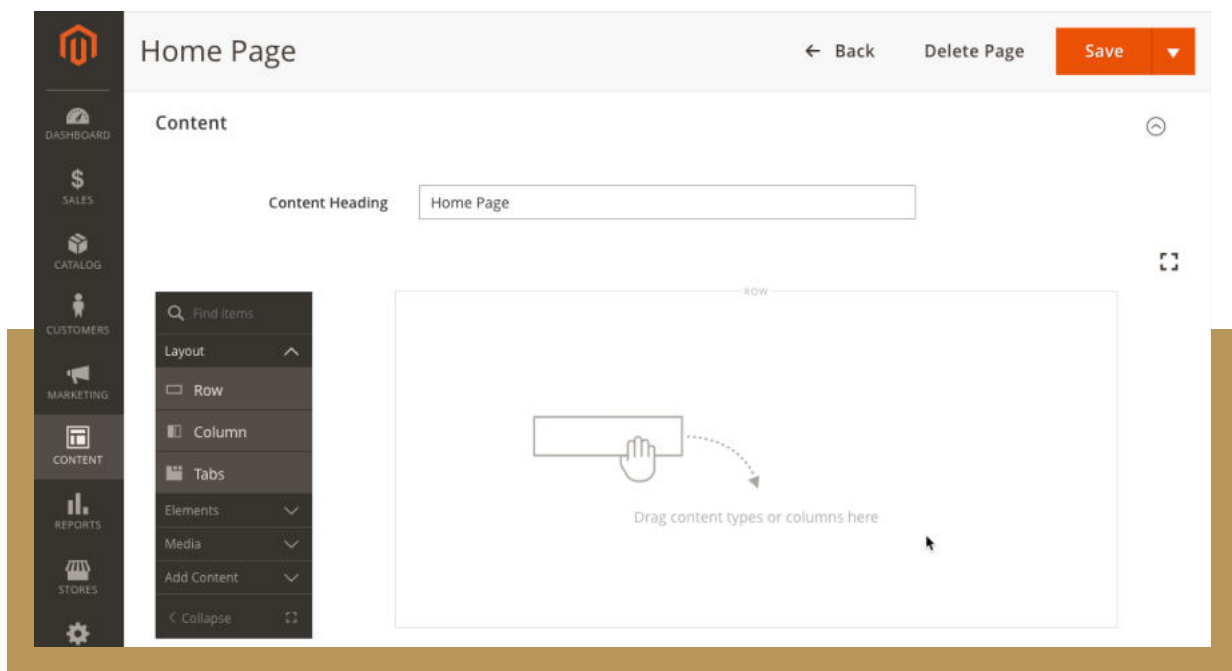 Home Page
← Back
Delete Page
Save
DASHBOARD
SALES
CATALOG
CUSTOMERS
MARKETING
CONTENT
REPORTS
STORES
Content
Content Heading
Home Page
Find items
Layout
Row
Column
Tabs
Elements
Media
Add Content
< Collapse
ROW
Drag content types or columns here